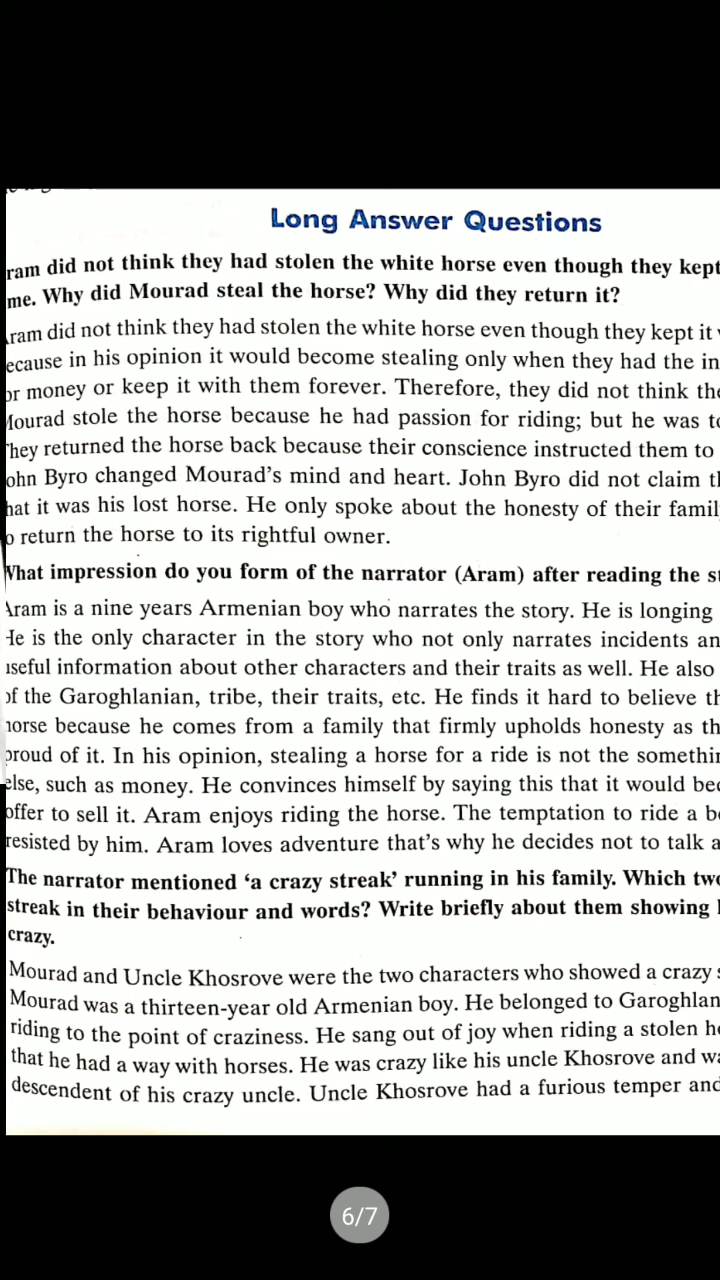 Long Answer Questions
ram did not think they had stolen the white horse even though they kept
me. Why did Mourad steal the horse? Why did they return it?
ram did not think they had stolen the white horse even though they kept it
ecause in his opinion it would become stealing only when they had the in
or money or keep it with them forever. Therefore, they did not think the
Mourad stole the horse because he had passion for riding; but he was to
They returned the horse back because their conscience instructed them to
ohn Byro changed Mourad's mind and heart. John Byro did not claim th
hat it was his lost horse. He only spoke about the honesty of their famil
o return the horse to its rightful owner.
What impression do you form of the narrator (Aram) after reading the st
Aram is a nine years Armenian boy who narrates the story. He is longing
He is the only character in the story who not only narrates incidents an
useful information about other characters and their traits as well. He also
of the Garoghlanian, tribe, their traits, etc. He finds it hard to believe th
horse because he comes from a family that firmly upholds honesty as th
proud of it. In his opinion, stealing a horse for a ride is not the somethin
else, such as money. He convinces himself by saying this that it would bec
offer to sell it. Aram enjoys riding the horse. The temptation to ride a be
resisted by him. Aram loves adventure that's why he decides not to talk a
The narrator mentioned 'a crazy streak' running in his family. Which two
streak in their behaviour and words? Write briefly about them showing
crazy.
Mourad and Uncle Khosrove were the two characters who showed a crazy s
Mourad was a thirteen-year old Armenian boy. He belonged to Garoghlan
riding to the point of craziness. He sang out of joy when riding a stolen ho
that he had a way with horses. He was crazy like his uncle Khosrove and wa
descendent of his crazy uncle. Uncle Khosrove had a furious temper and
6/7